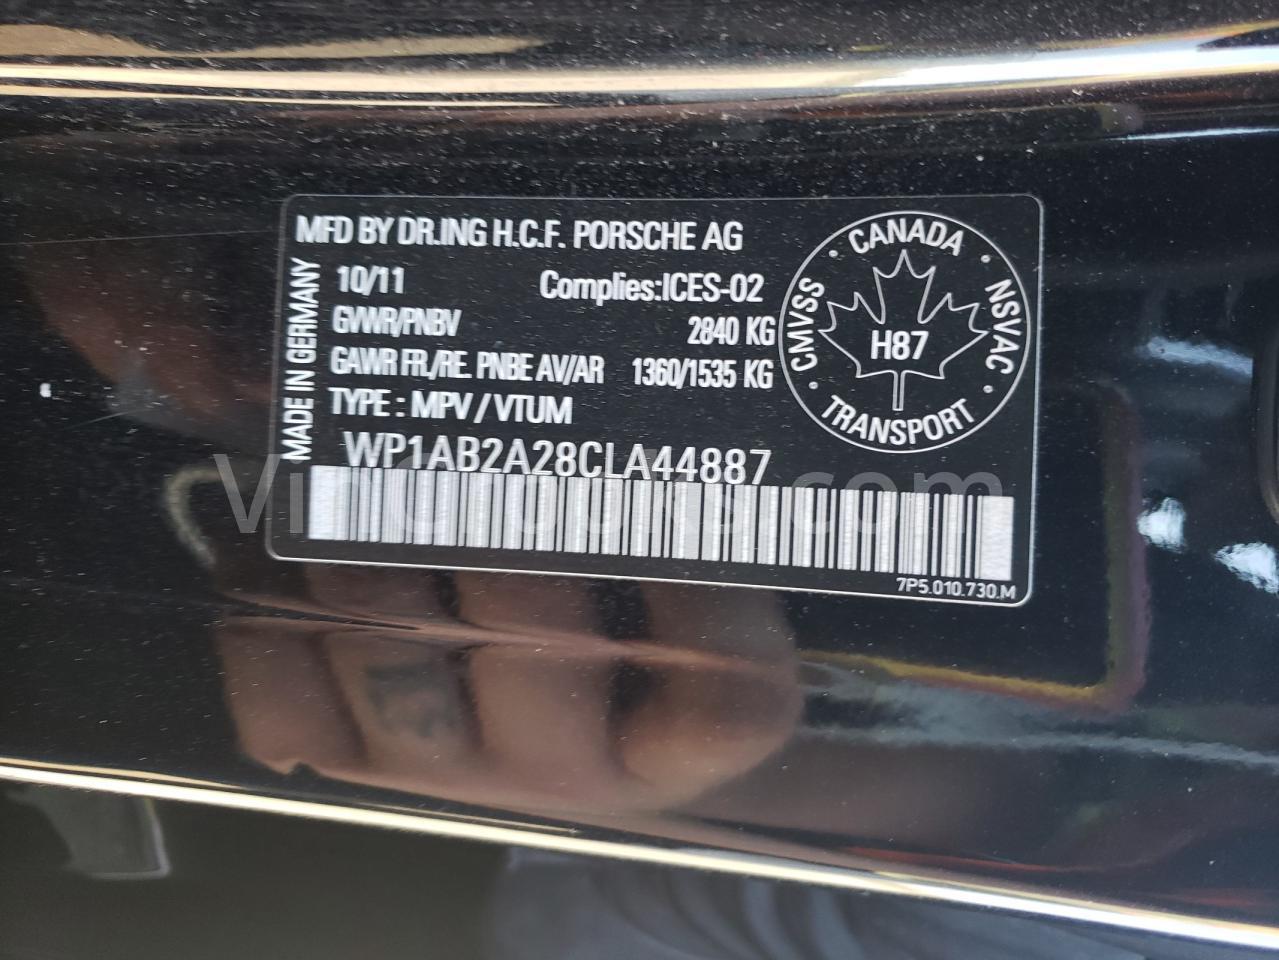 MFD BY DR.ING H.C.F. PORSCHE AG
10/11 Complies:ICES-02
GVWR/PNBV 2840 KG
GAWR FR./RE. PNBE AV/AR 1360/1535 KG
TYPE : MPV / VTUM
WP1AB2A28CLA44887
MADE IN GERMANY
CANADA
CMVSS
NSVAC
H87
TRANSPORT
7P5.010.730.M
VinCrooks.com